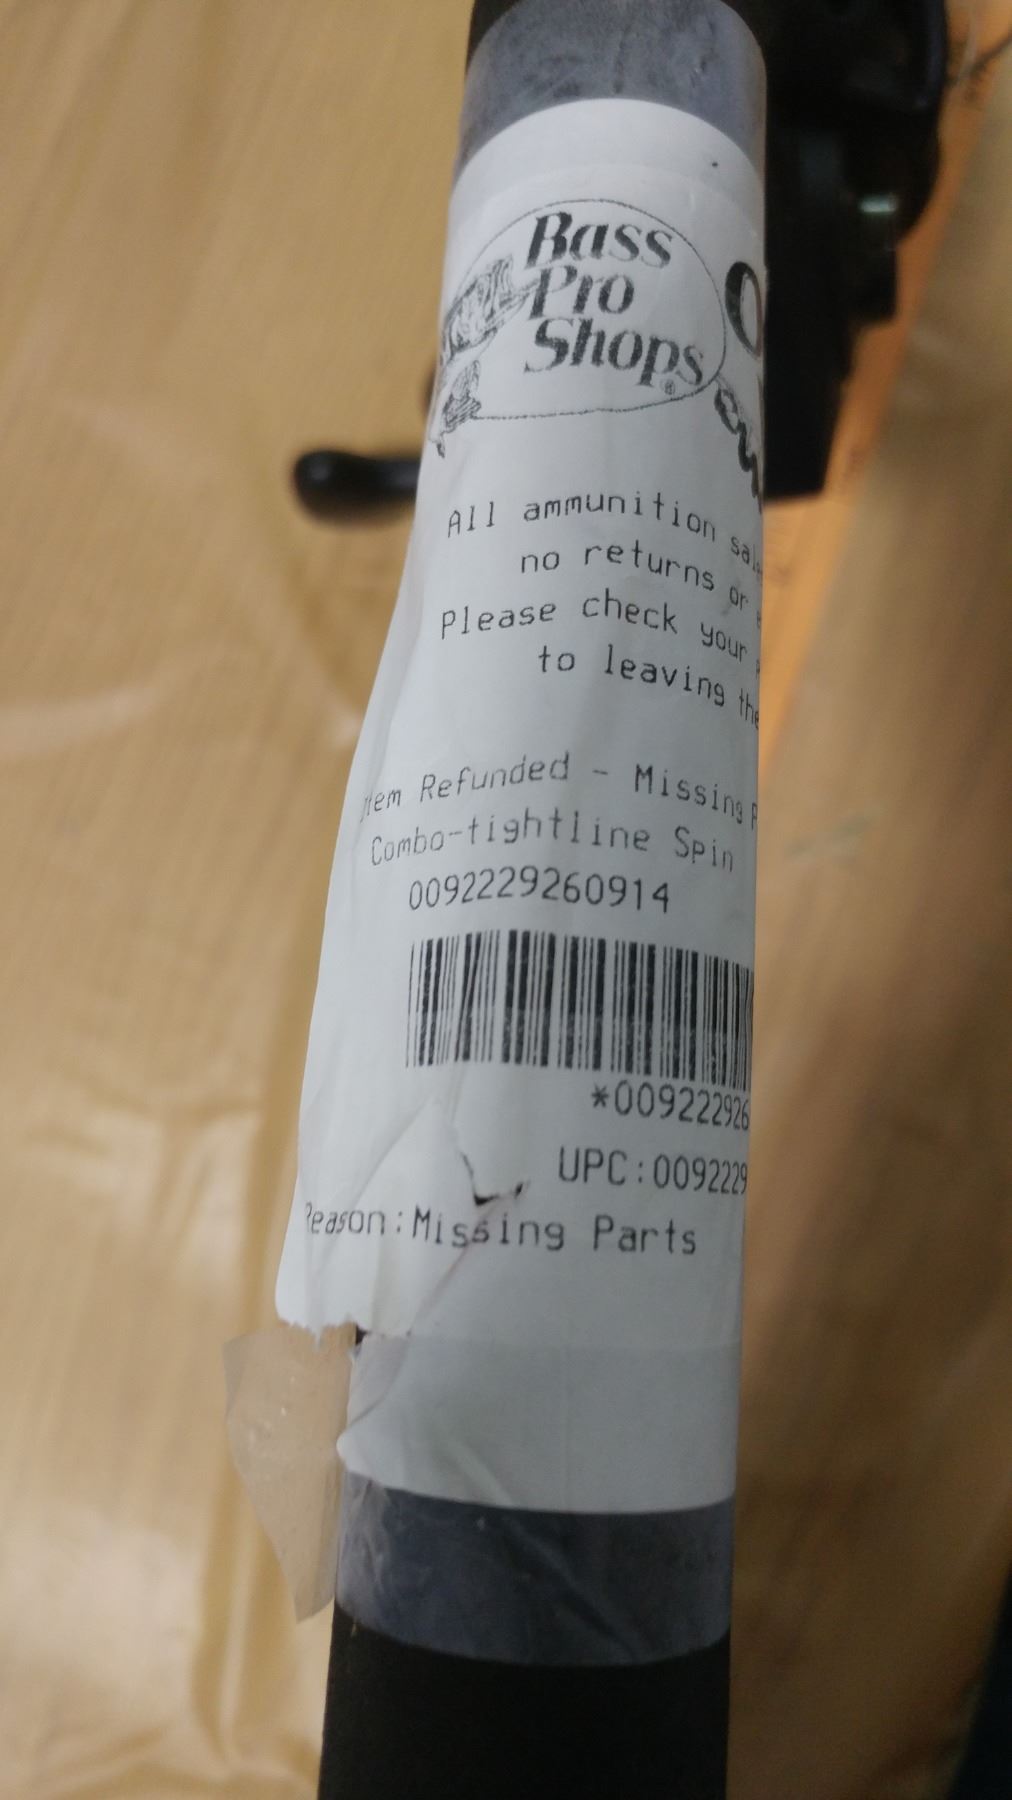 Bass
Pro
Shops®
All ammunition
no returns or
Please check your
to leaving the
Item Refunded - Missing
Combo-tightline Spin
0092229260914
*009222926
UPC:0092229
Reason:Missing Parts